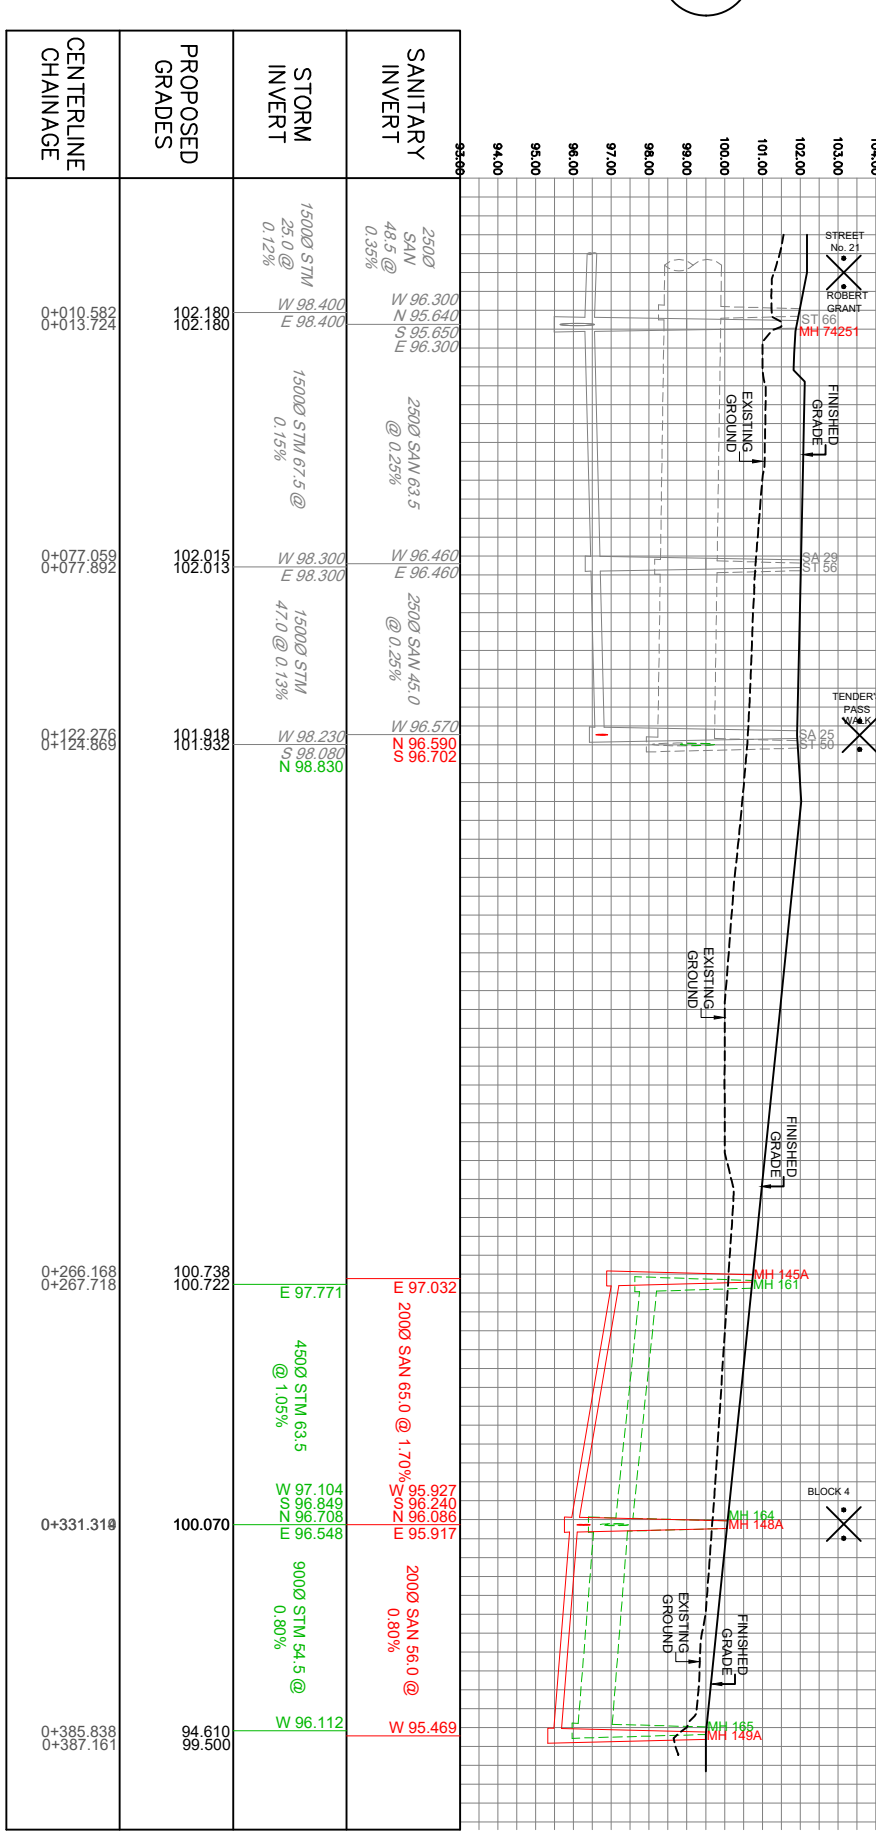 SANITARY
INVERT
STORM
INVERT
PROPOSED
GRADES
CENTERLINE
CHAINAGE
93.00
94.00
95.00
96.00
97.00
98.00
99.00
100.00
101.00
102.00
103.00
104.00
STREET
No. 21
ROBERT
GRANT
ST 66
MH 74251
FINISHED
GRADE
EXISTING
GROUND
SA 29
ST 56
TENDERY
PASS
WALK
SA 25
ST 50
EXISTING
GROUND
FINISHED
GRADE
MH 145A
MH 161
BLOCK 4
MH 164
MH 148A
EXISTING
GROUND
FINISHED
GRADE
MH 165
MH 149A
250Ø
SAN
48.5 @
0.35%
W 96.300
N 95.640
S 95.650
E 96.300
250Ø SAN 63.5
@ 0.25%
W 96.460
E 96.460
250Ø SAN 45.0
@ 0.25%
W 96.570
N 96.590
S 96.702
E 97.032
200Ø SAN 65.0 @ 1.70%
W 95.927
S 96.240
N 96.086
E 95.917
200Ø SAN 56.0 @
0.80%
W 95.469
1500Ø STM
25.0 @
0.12%
W 98.400
E 98.400
1500Ø STM 67.5 @
0.15%
W 98.300
E 98.300
1500Ø STM
47.0 @ 0.13%
W 98.230
S 98.080
N 98.830
E 97.771
450Ø STM 63.5
@ 1.05%
W 97.104
S 96.849
N 96.708
E 96.548
900Ø STM 54.5 @
0.80%
W 96.112
102.180
102.180
102.015
102.013
101.918
101.932
100.738
100.722
100.070
94.610
99.500
0+010.582
0+013.724
0+077.059
0+077.892
0+122.276
0+124.869
0+266.168
0+267.718
0+385.838
0+387.161